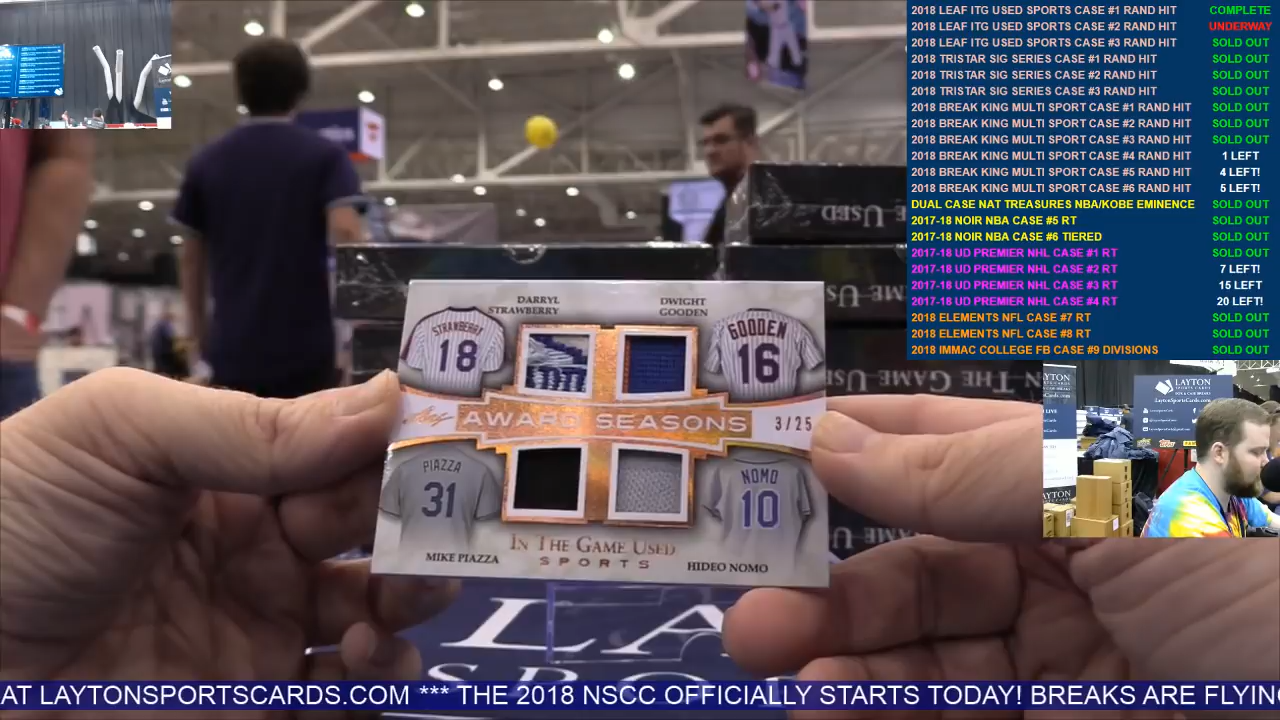 2018 LEAF ITG USED SPORTS CASE #1 RAND HIT COMPLETE
2018 LEAF ITG USED SPORTS CASE #2 RAND HIT UNDERWAY
2018 LEAF ITG USED SPORTS CASE #3 RAND HIT SOLD OUT
2018 TRISTAR SIG SERIES CASE #1 RAND HIT SOLD OUT
2018 TRISTAR SIG SERIES CASE #2 RAND HIT SOLD OUT
2018 TRISTAR SIG SERIES CASE #3 RAND HIT SOLD OUT
2018 BREAK KING MULTI SPORT CASE #1 RAND HIT SOLD OUT
2018 BREAK KING MULTI SPORT CASE #2 RAND HIT SOLD OUT
2018 BREAK KING MULTI SPORT CASE #3 RAND HIT SOLD OUT
2018 BREAK KING MULTI SPORT CASE #4 RAND HIT 1 LEFT
2018 BREAK KING MULTI SPORT CASE #5 RAND HIT 4 LEFT!
2018 BREAK KING MULTI SPORT CASE #6 RAND HIT 5 LEFT!
DUAL CASE NAT TREASURES NBA/KOBE EMINENCE SOLD OUT
2017-18 NOIR NBA CASE #5 RT SOLD OUT
2017-18 NOIR NBA CASE #6 TIERED SOLD OUT
2017-18 UD PREMIER NHL CASE #1 RT SOLD OUT
2017-18 UD PREMIER NHL CASE #2 RT 7 LEFT!
2017-18 UD PREMIER NHL CASE #3 RT 15 LEFT!
2017-18 UD PREMIER NHL CASE #4 RT 20 LEFT!
2018 ELEMENTS NFL CASE #7 RT SOLD OUT
2018 ELEMENTS NFL CASE #8 RT SOLD OUT
2018 IMMAC COLLEGE FB CASE #9 DIVISIONS SOLD OUT
DARRYL STRAWBERRY
DWIGHT GOODEN
STRAWBERRY 18
GOODEN 16
Leaf AWARD SEASONS 3/25
PIAZZA 31
NOMO 10
MIKE PIAZZA
IN THE GAME USED
SPORTS
HIDEO NOMO
USED
THE GAME USED
LAYTON
LAYTON
SPORTS CARDS
LAYTON
LA
SPO
AT LAYTONSPORTSCARDS.COM *** THE 2018 NSCC OFFICIALLY STARTS TODAY! BREAKS ARE FLYING